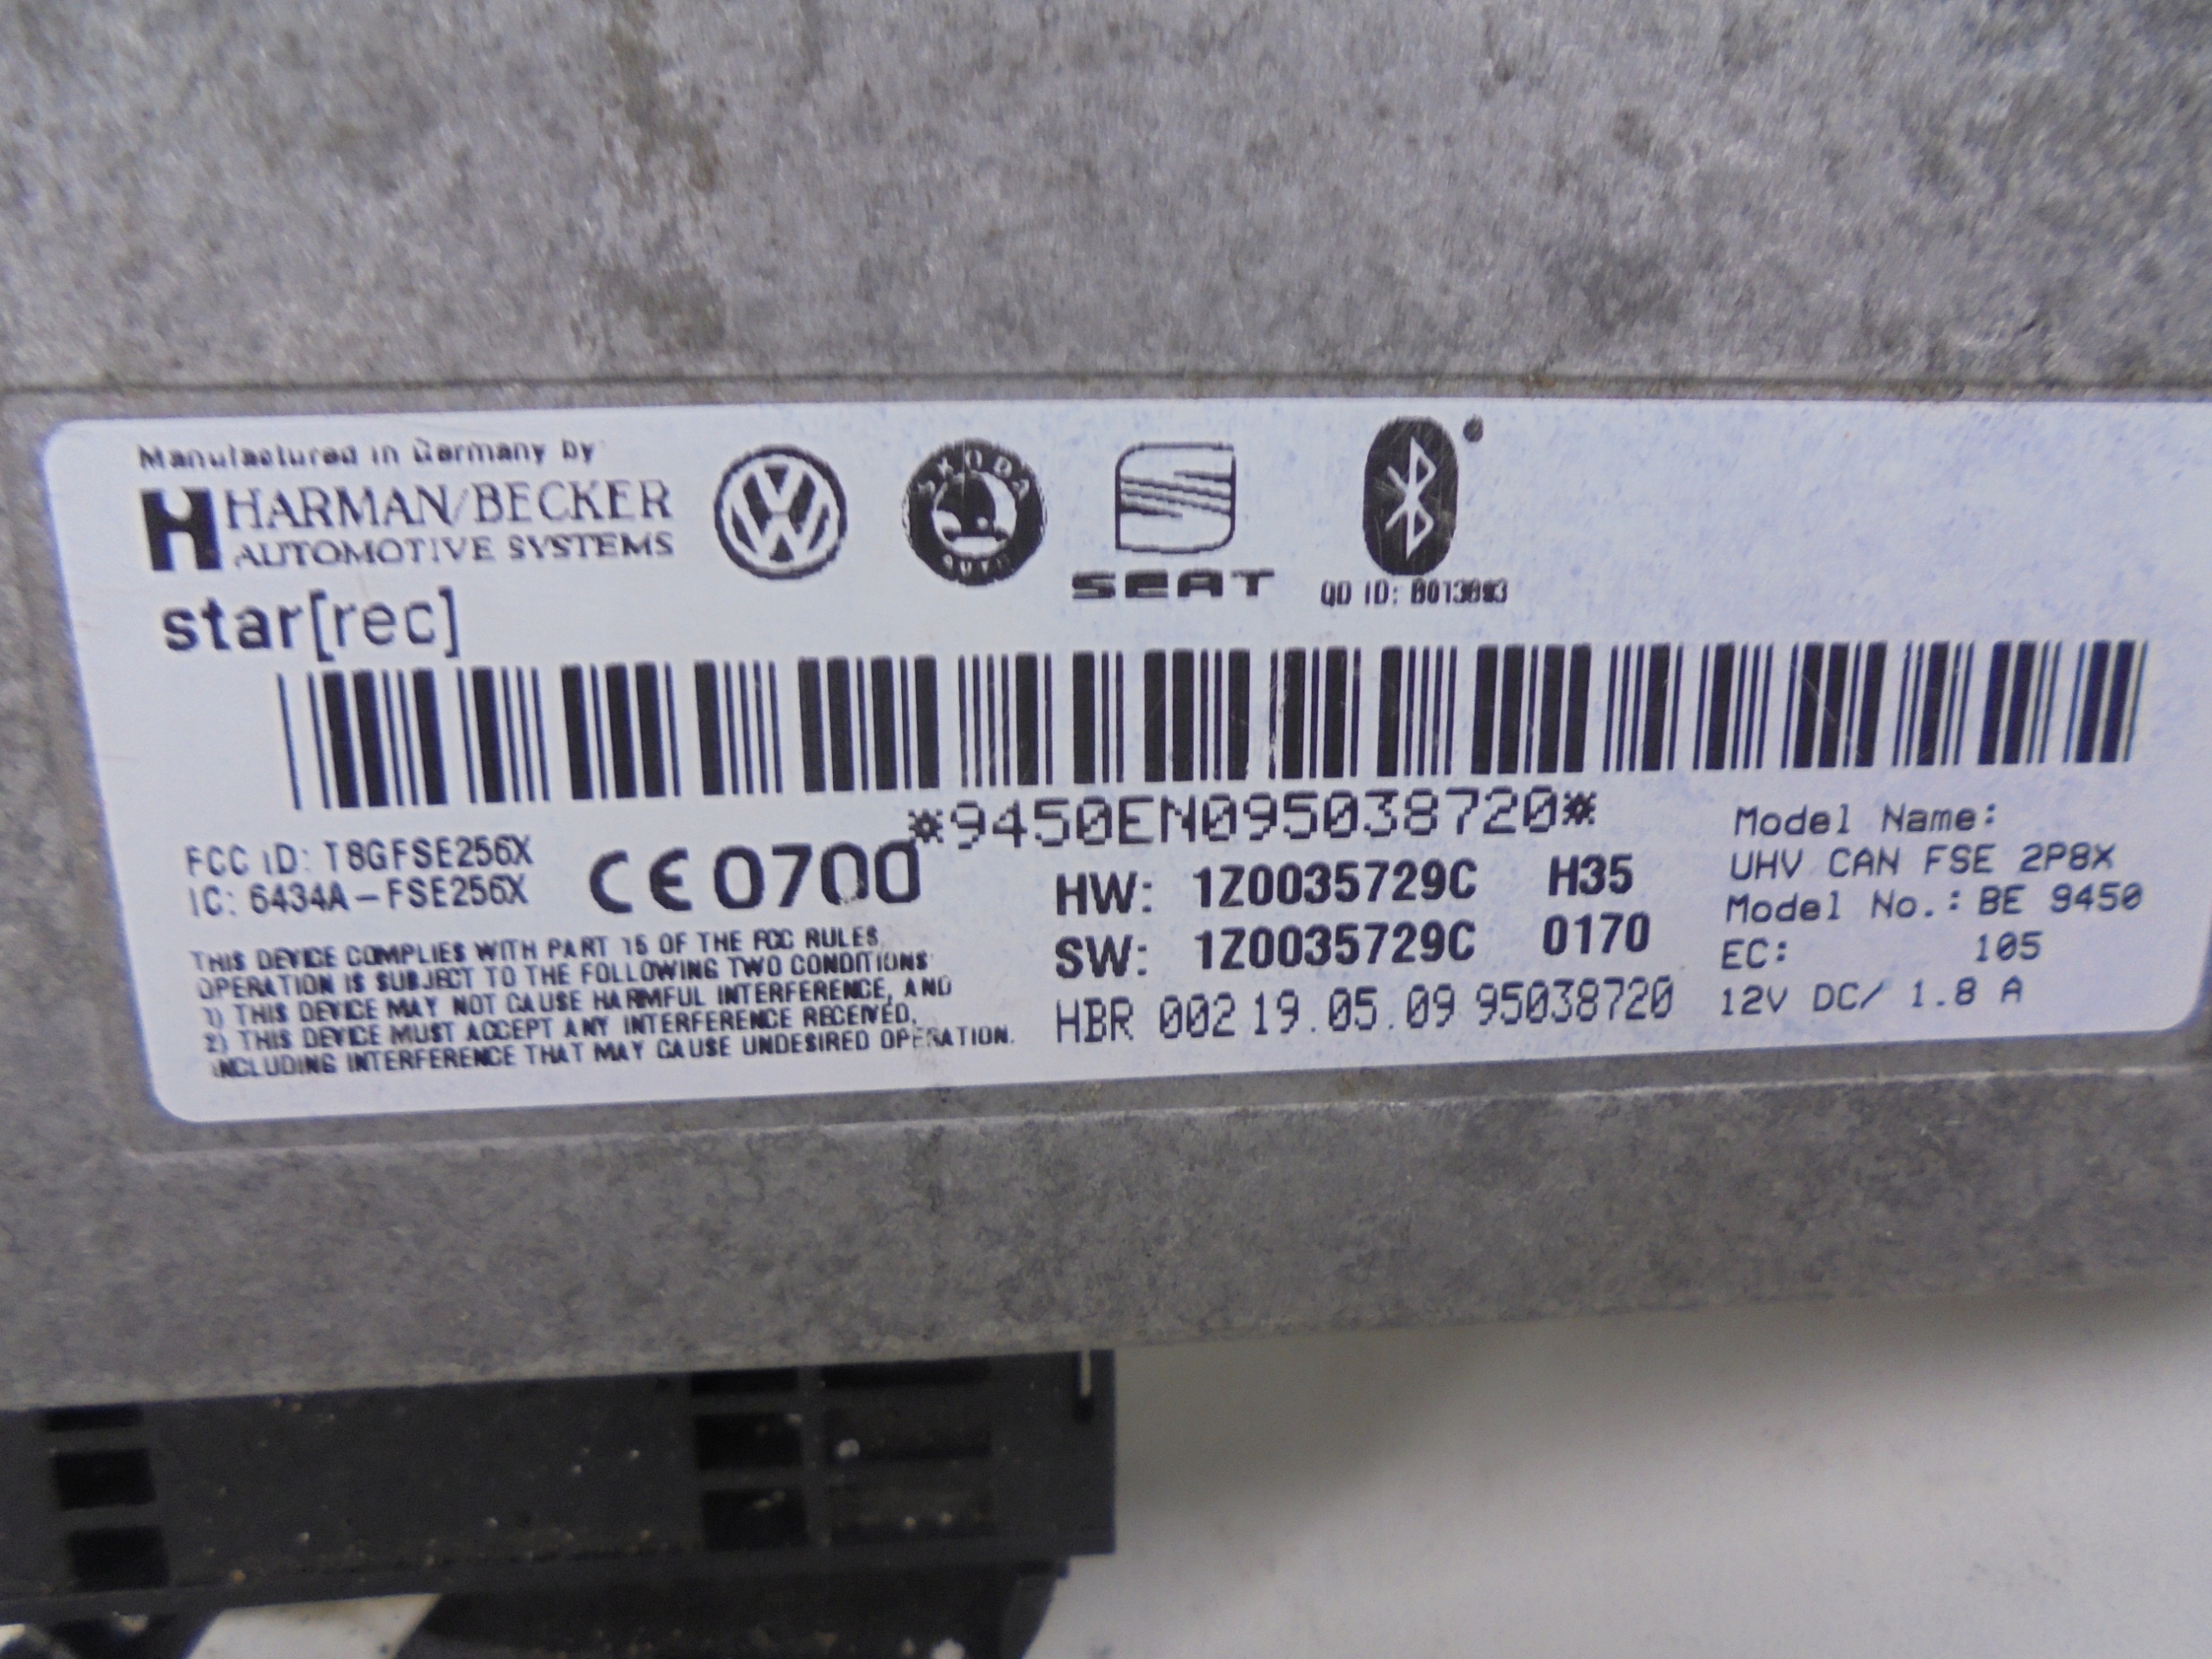 Manufactured in Germany by
HARMAN/BECKER
AUTOMOTIVE SYSTEMS
star[rec]
ŠKODA
AUTO
SEAT
QD ID:
*9450EN095038720*
FCC ID: T8GFSE256X
IC: 6434A-FSE256X
CE 0700
THIS DEVICE COMPLIES WITH PART 15 OF THE FCC RULES.
OPERATION IS SUBJECT TO THE FOLLOWING TWO CONDITIONS:
1) THIS DEVICE MAY NOT CAUSE HARMFUL INTERFERENCE, AND
2) THIS DEVICE MUST ACCEPT ANY INTERFERENCE RECEIVED,
INCLUDING INTERFERENCE THAT MAY CAUSE UNDESIRED OPERATION.
HW: 1Z0035729C H35
SW: 1Z0035729C 0170
HBR 002 19.05.09 95038720
Model Name:
UHV CAN FSE 2P8X
Model No.: BE 9450
EC: 105
12V DC/ 1.8 A